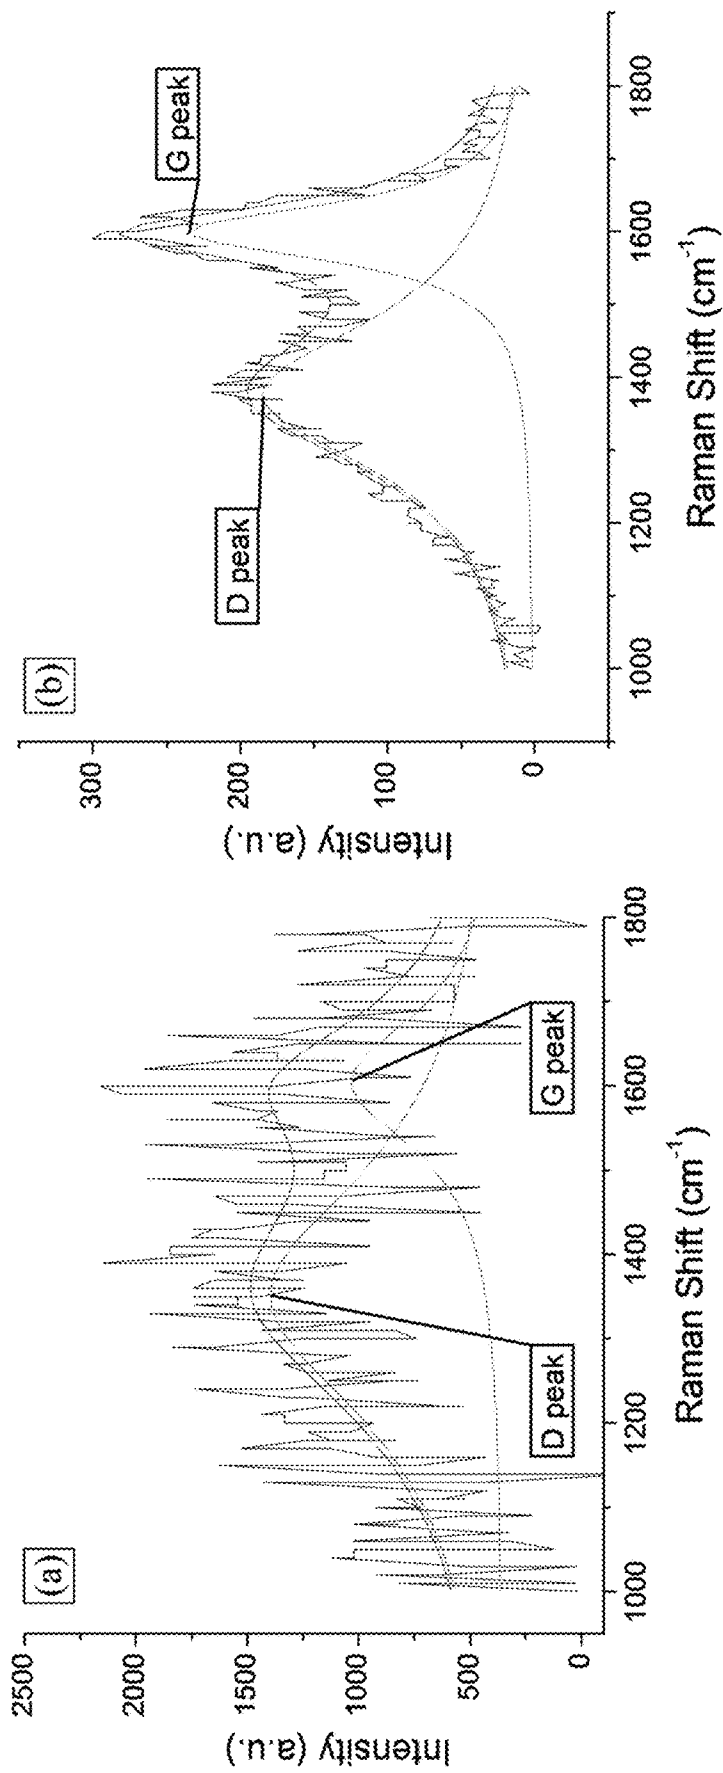 (a)
Intensity (a.u.)
2500
2000
1500
1000
500
0
D peak
G peak
1000
1200
1400
1600
1800
Raman Shift (cm-1)
(b)
Intensity (a.u.)
300
200
100
0
D peak
G peak
1000
1200
1400
1600
1800
Raman Shift (cm-1)